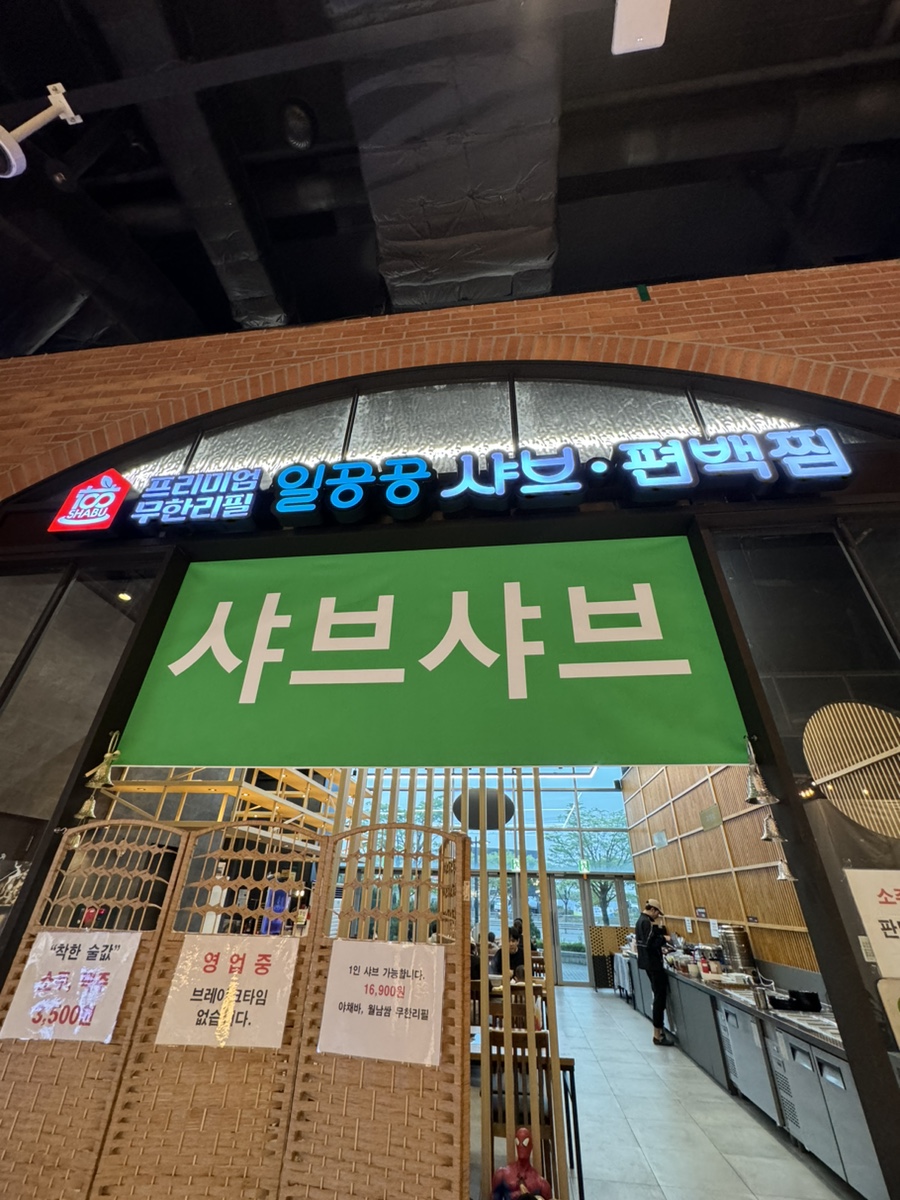 100
SHABU
프리미엄
무한리필
일공공 샤브·편백찜
샤브샤브
"착한 술값"
소주, 맥주
3,500원
영업중
브레이크타임
없습니다.
1인 샤브 가능합니다.
16,900원
야채바, 월남쌈 무한리필